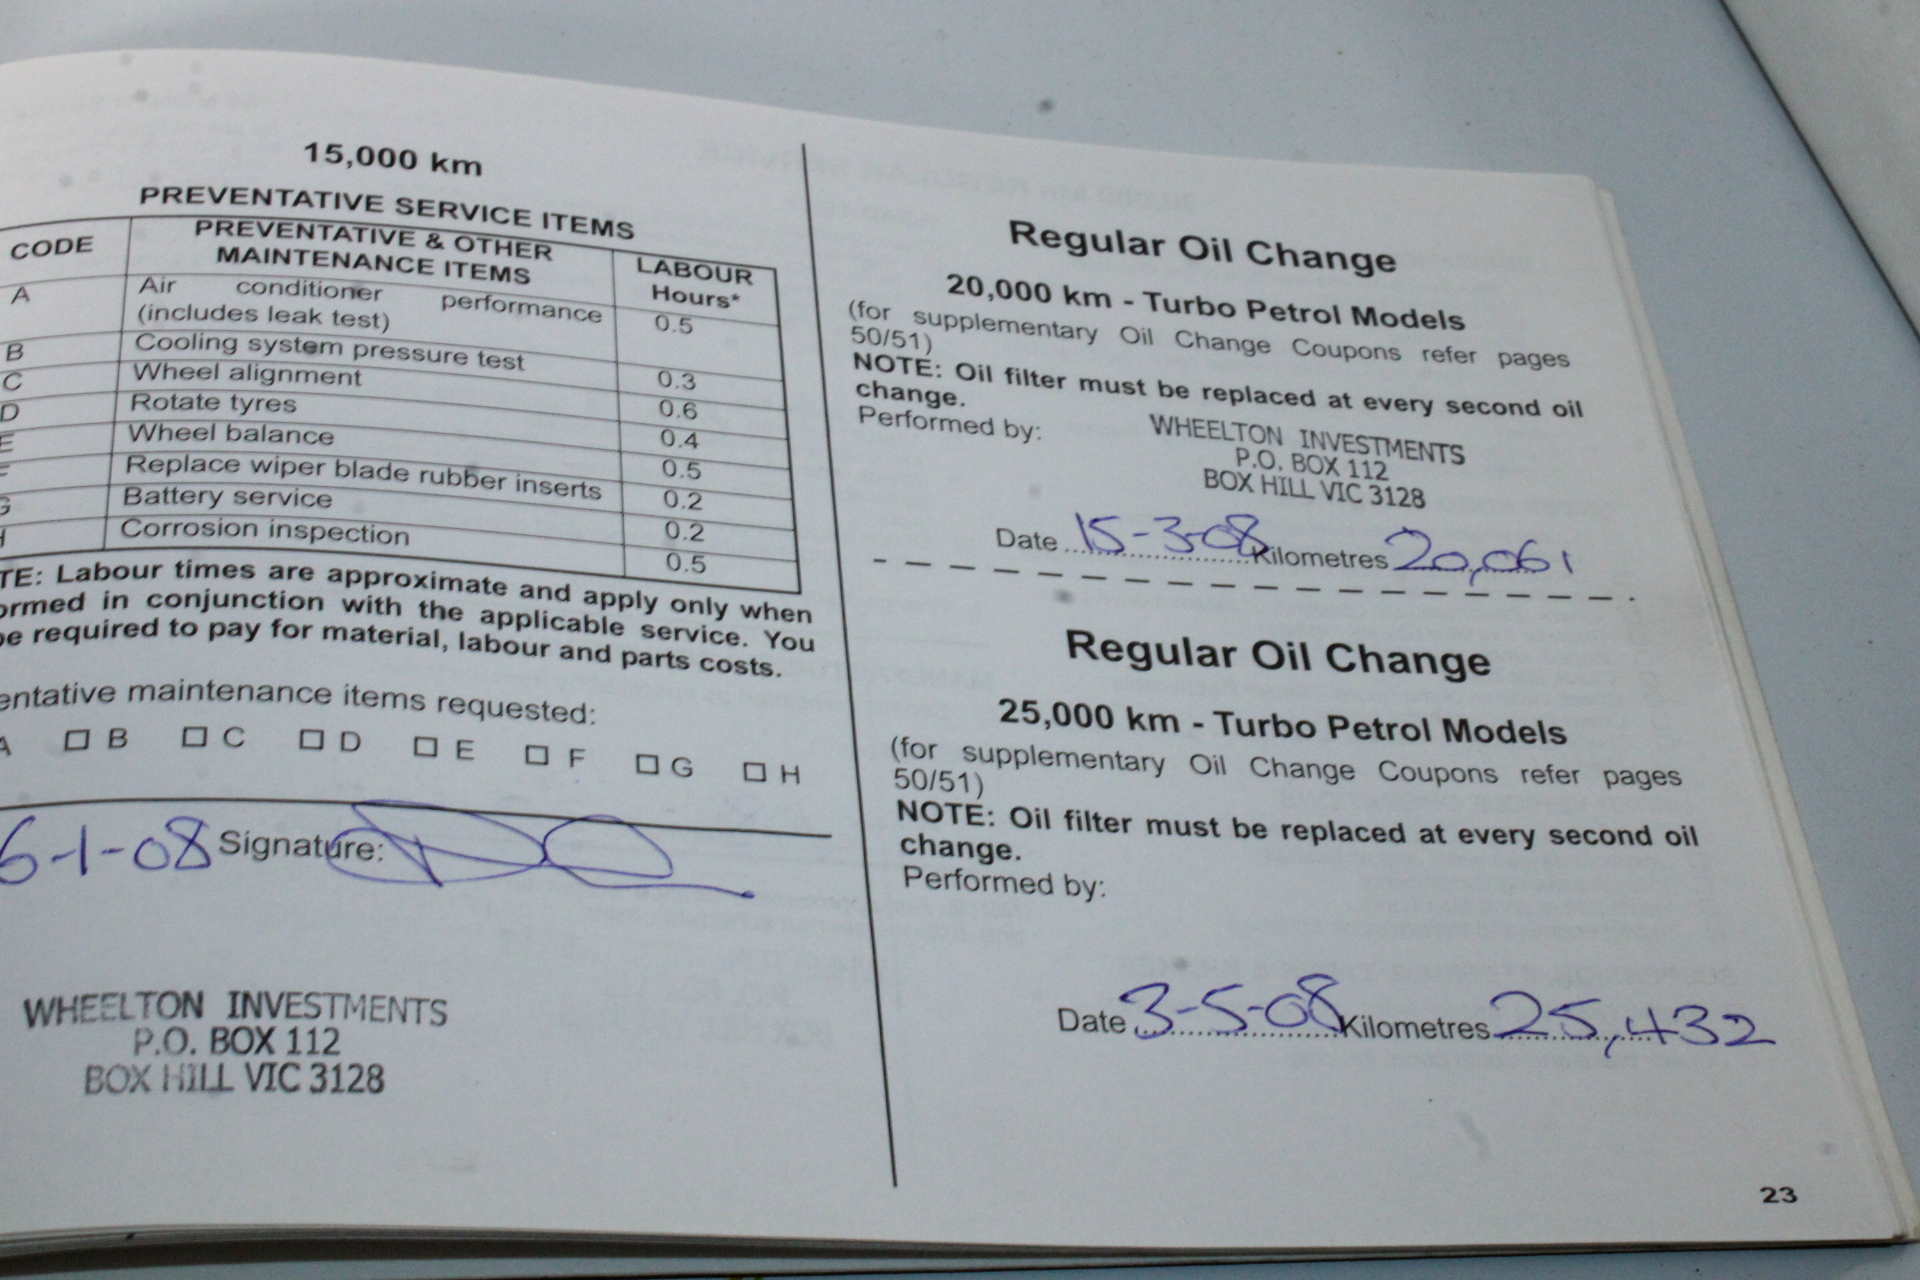 15,000 km
PREVENTATIVE SERVICE ITEMS
CODE PREVENTATIVE & OTHER MAINTENANCE ITEMS LABOUR Hours*
A Air conditioner performance (includes leak test) 0.5
B Cooling system pressure test 0.3
C Wheel alignment 0.6
D Rotate tyres 0.4
E Wheel balance 0.5
F Replace wiper blade rubber inserts 0.2
G Battery service 0.2
H Corrosion inspection 0.5
TE: Labour times are approximate and apply only when
ormed in conjunction with the applicable service. You
be required to pay for material, labour and parts costs.
entative maintenance items requested:
A ☐ B ☐ C ☐ D ☐ E ☐ F ☐ G ☐ H
6-1-08 Signature:
WHEELTON INVESTMENTS
P.O. BOX 112
BOX HILL VIC 3128
Regular Oil Change
20,000 km - Turbo Petrol Models
(for supplementary Oil Change Coupons refer pages
50/51)
NOTE: Oil filter must be replaced at every second oil
change.
Performed by:
WHEELTON INVESTMENTS
P.O. BOX 112
BOX HILL VIC 3128
Date 15-3-08 Kilometres 20,061
Regular Oil Change
25,000 km - Turbo Petrol Models
(for supplementary Oil Change Coupons refer pages
50/51)
NOTE: Oil filter must be replaced at every second oil
change.
Performed by:
Date 3-5-08 Kilometres 25,432
23